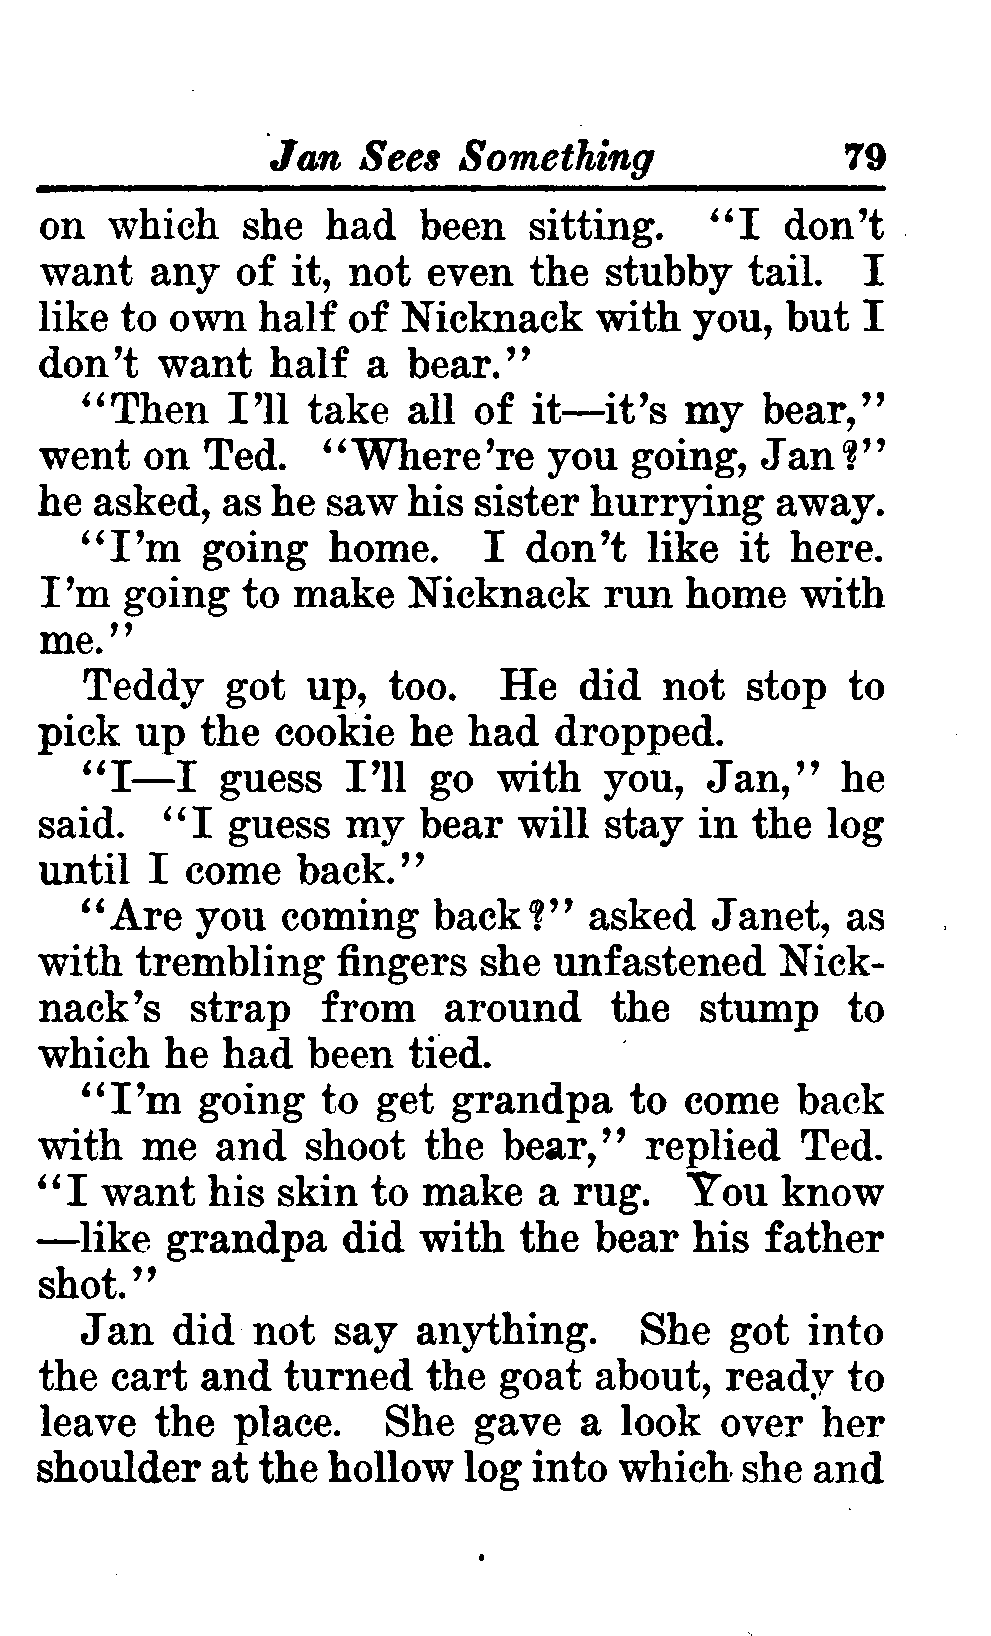 Jan Sees Something 79
on which she had been sitting. "I don't
want any of it, not even the stubby tail. I
like to own half of Nicknack with you, but I
don't want half a bear."
"Then I'll take all of it—it's my bear,"
went on Ted. "Where're you going, Jan?"
he asked, as he saw his sister hurrying away.
"I'm going home. I don't like it here.
I'm going to make Nicknack run home with
me."
Teddy got up, too. He did not stop to
pick up the cookie he had dropped.
"I—I guess I'll go with you, Jan," he
said. "I guess my bear will stay in the log
until I come back."
"Are you coming back?" asked Janet, as
with trembling fingers she unfastened Nick-
nack's strap from around the stump to
which he had been tied.
"I'm going to get grandpa to come back
with me and shoot the bear," replied Ted.
"I want his skin to make a rug. You know
—like grandpa did with the bear his father
shot."
Jan did not say anything. She got into
the cart and turned the goat about, ready to
leave the place. She gave a look over her
shoulder at the hollow log into which she and